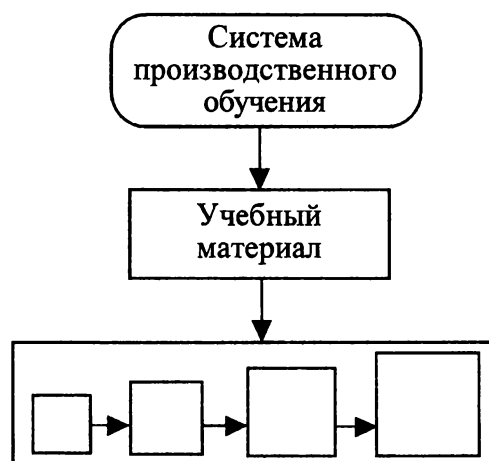 Система
производственного
обучения
Учебный
материал